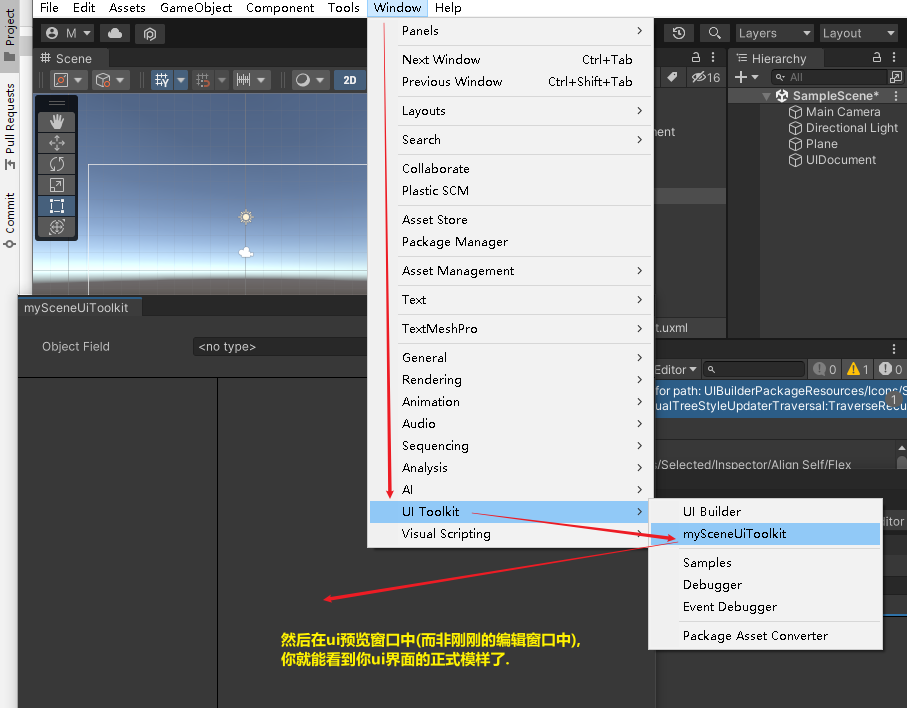 Project
Pull Requests
Commit
File Edit Assets GameObject Component Tools Window Help
M
Layers
Layout
Scene
2D
Hierarchy
16
All
SampleScene*
Main Camera
Directional Light
Plane
UIDocument
Panels
Next Window Ctrl+Tab
Previous Window Ctrl+Shift+Tab
Layouts
Search
Collaborate
Plastic SCM
Asset Store
Package Manager
Asset Management
Text
TextMeshPro
General
Rendering
Animation
Audio
Sequencing
Analysis
AI
UI Toolkit
Visual Scripting
UI Builder
mySceneUiToolkit
Samples
Debugger
Event Debugger
Package Asset Converter
mySceneUiToolkit
Object Field
<no type>
t.uxml
Editor
0 1 0
for path: UIBuilderPackageResources/Icons/S
ualTreeStyleUpdaterTraversal:TraverseRecu
1
s/Selected/Inspector/Align Self/Flex
然后在ui预览窗口中(而非刚刚的编辑窗口中),
你就能看到你ui界面的正式模样了.